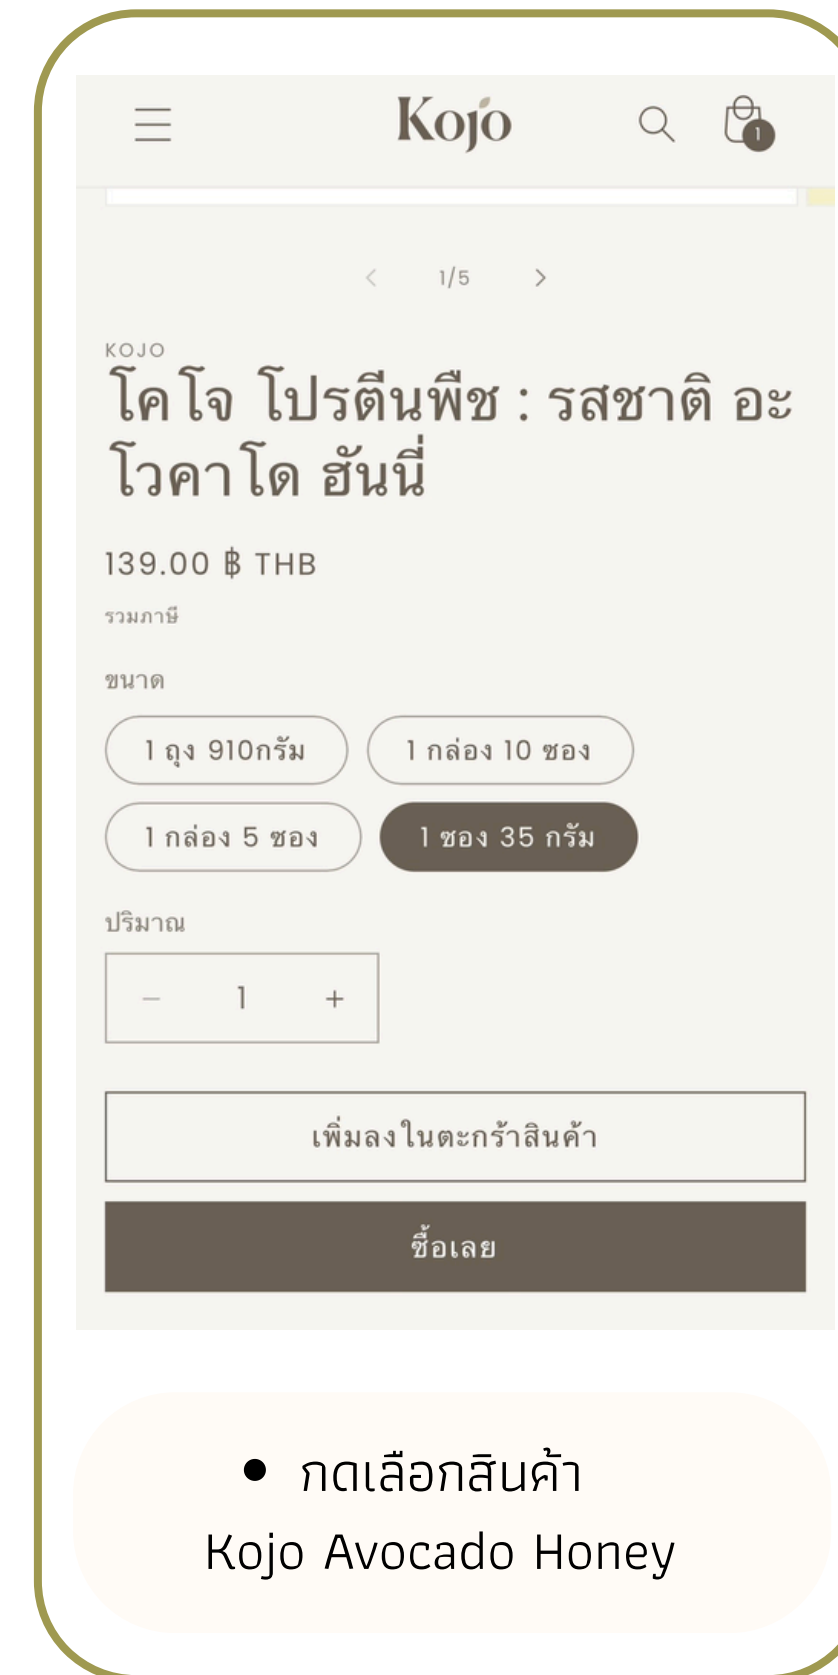 Kojo
1
1/5
KOJO
โคโจ โปรตีนพืช : รสชาติ อะ
โวคาโด ฮันนี่
139.00 ฿ THB
รวมภาษี
ขนาด
1 ถุง 910กรัม
1 กล่อง 10 ซอง
1 กล่อง 5 ซอง
1 ซอง 35 กรัม
ปริมาณ
− 1 +
เพิ่มลงในตะกร้าสินค้า
ซื้อเลย
• กดเลือกสินค้า
Kojo Avocado Honey